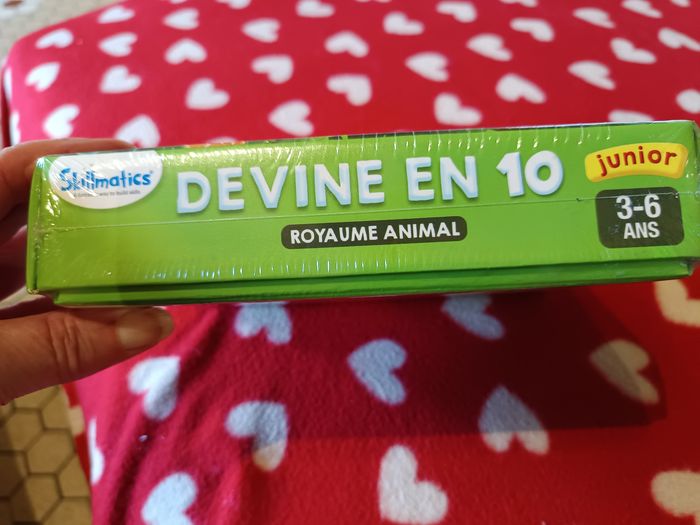 Skillmatics
DEVINE EN 10
junior
ROYAUME ANIMAL
3-6
ANS